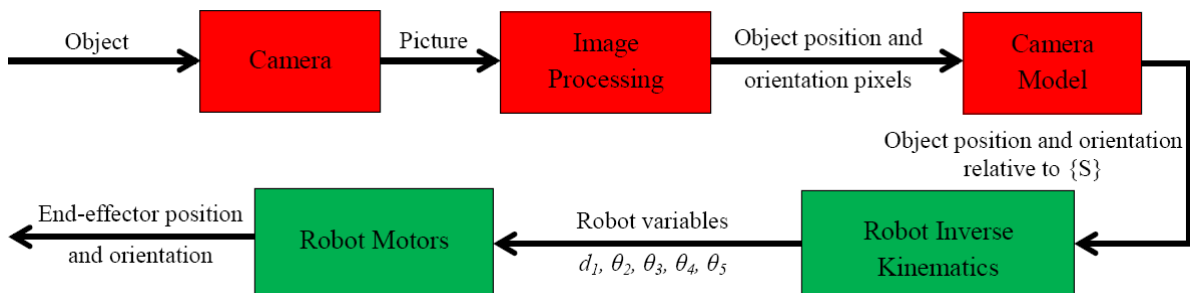 Object
Camera
Picture
Image
Processing
Object position and
orientation pixels
Camera
Model
Object position and orientation
relative to {S}
Robot Inverse
Kinematics
Robot variables
d₁, θ₂, θ₃, θ₄, θ₅
Robot Motors
End-effector position
and orientation